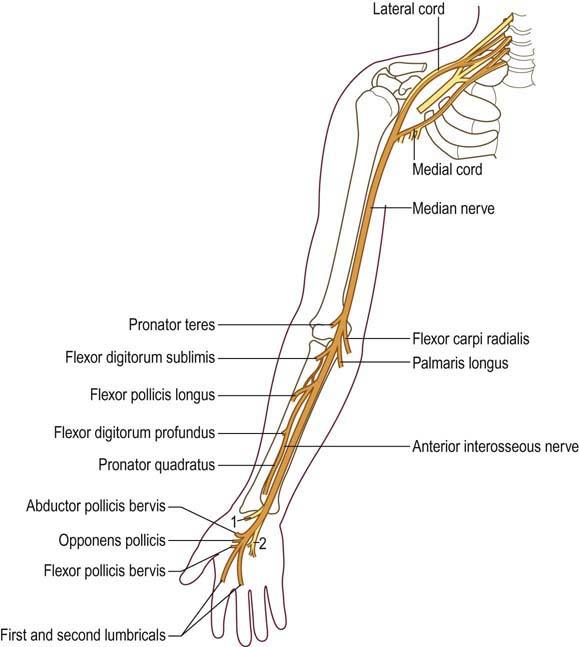 Lateral cord
Medial cord
Median nerve
Pronator teres
Flexor carpi radialis
Flexor digitorum sublimis
Palmaris longus
Flexor pollicis longus
Flexor digitorum profundus
Anterior interosseous nerve
Pronator quadratus
Abductor pollicis bervis
1
Opponens pollicis
2
Flexor pollicis bervis
First and second lumbricals